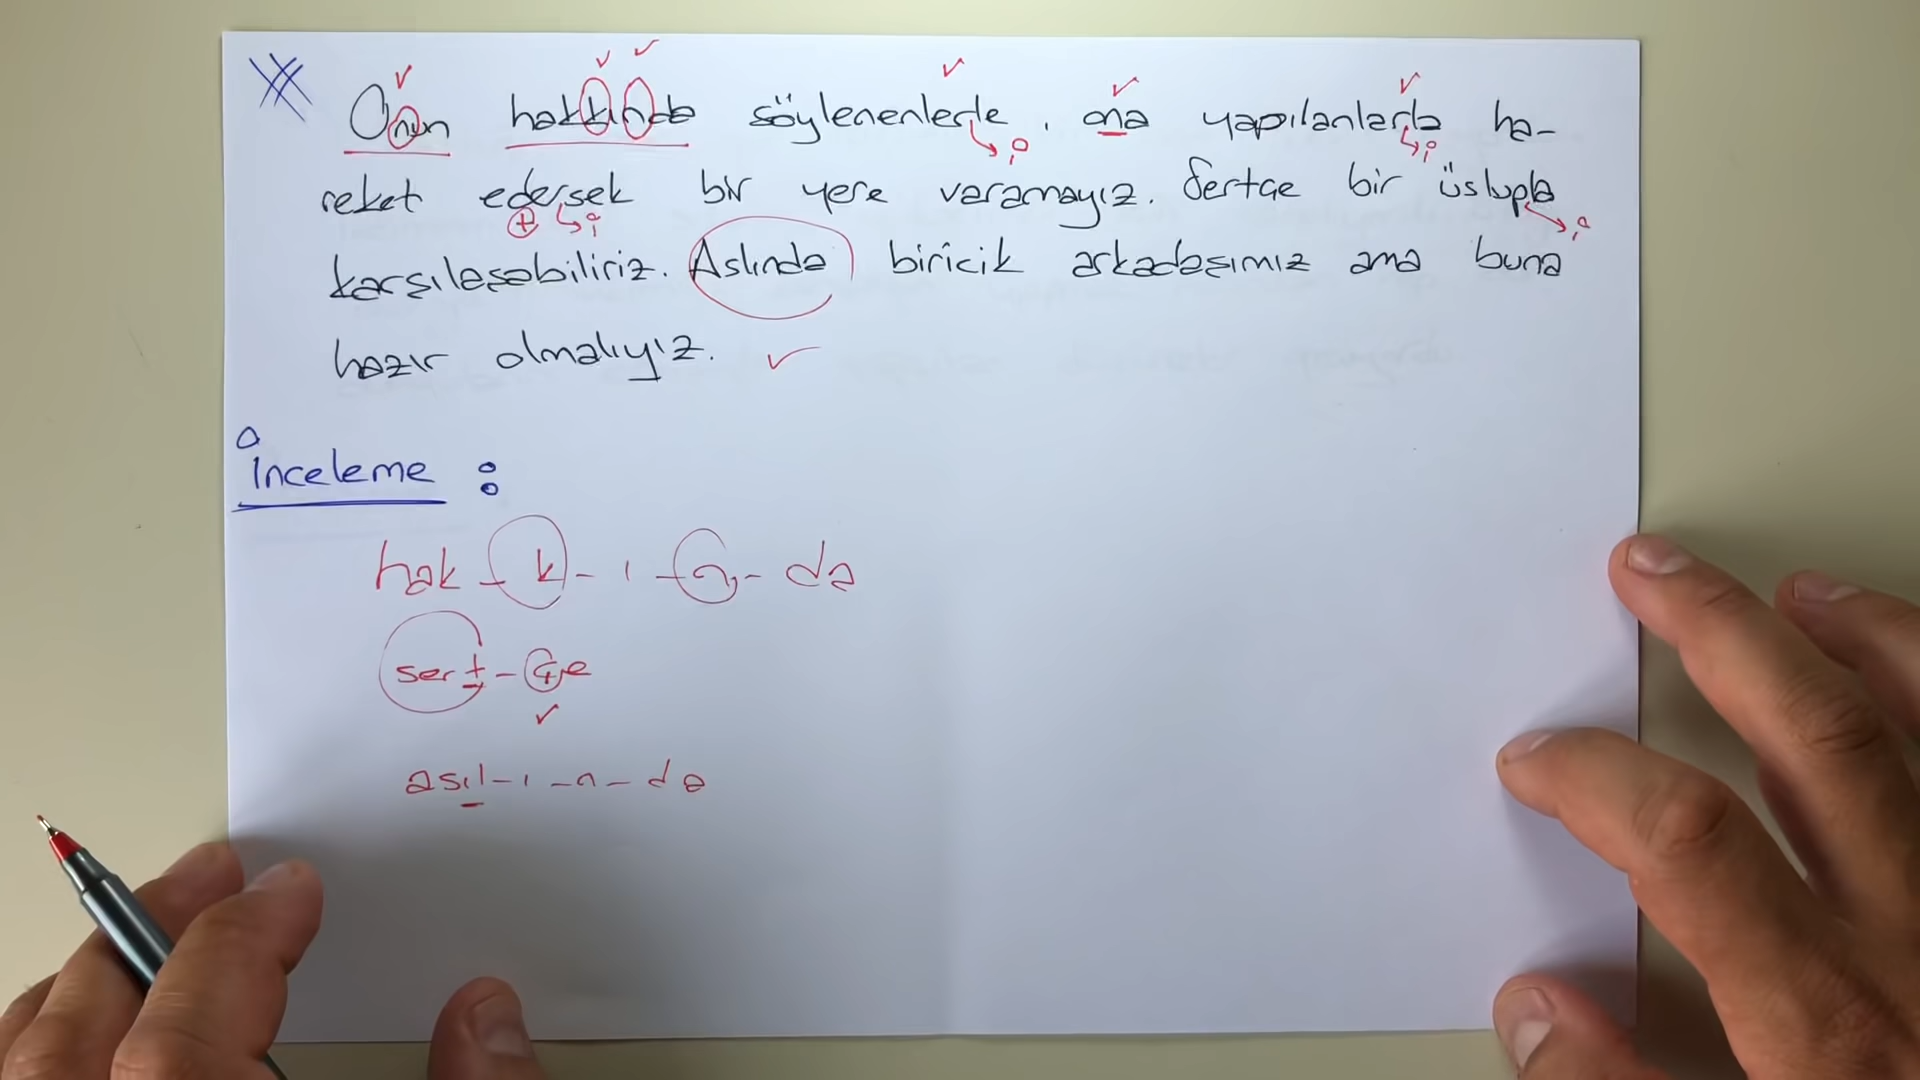 Onun hakkında söylenenlerle, ona yapılanlarla ha-
reket edersek bir yere varamayız. Sertçe bir üslupla
karşılaşabiliriz. Aslında biricik arkadaşımız ama buna
hazır olmalıyız.
İnceleme :
hak - k - ı - n - da
sert - çe
asıl - ı - n - da